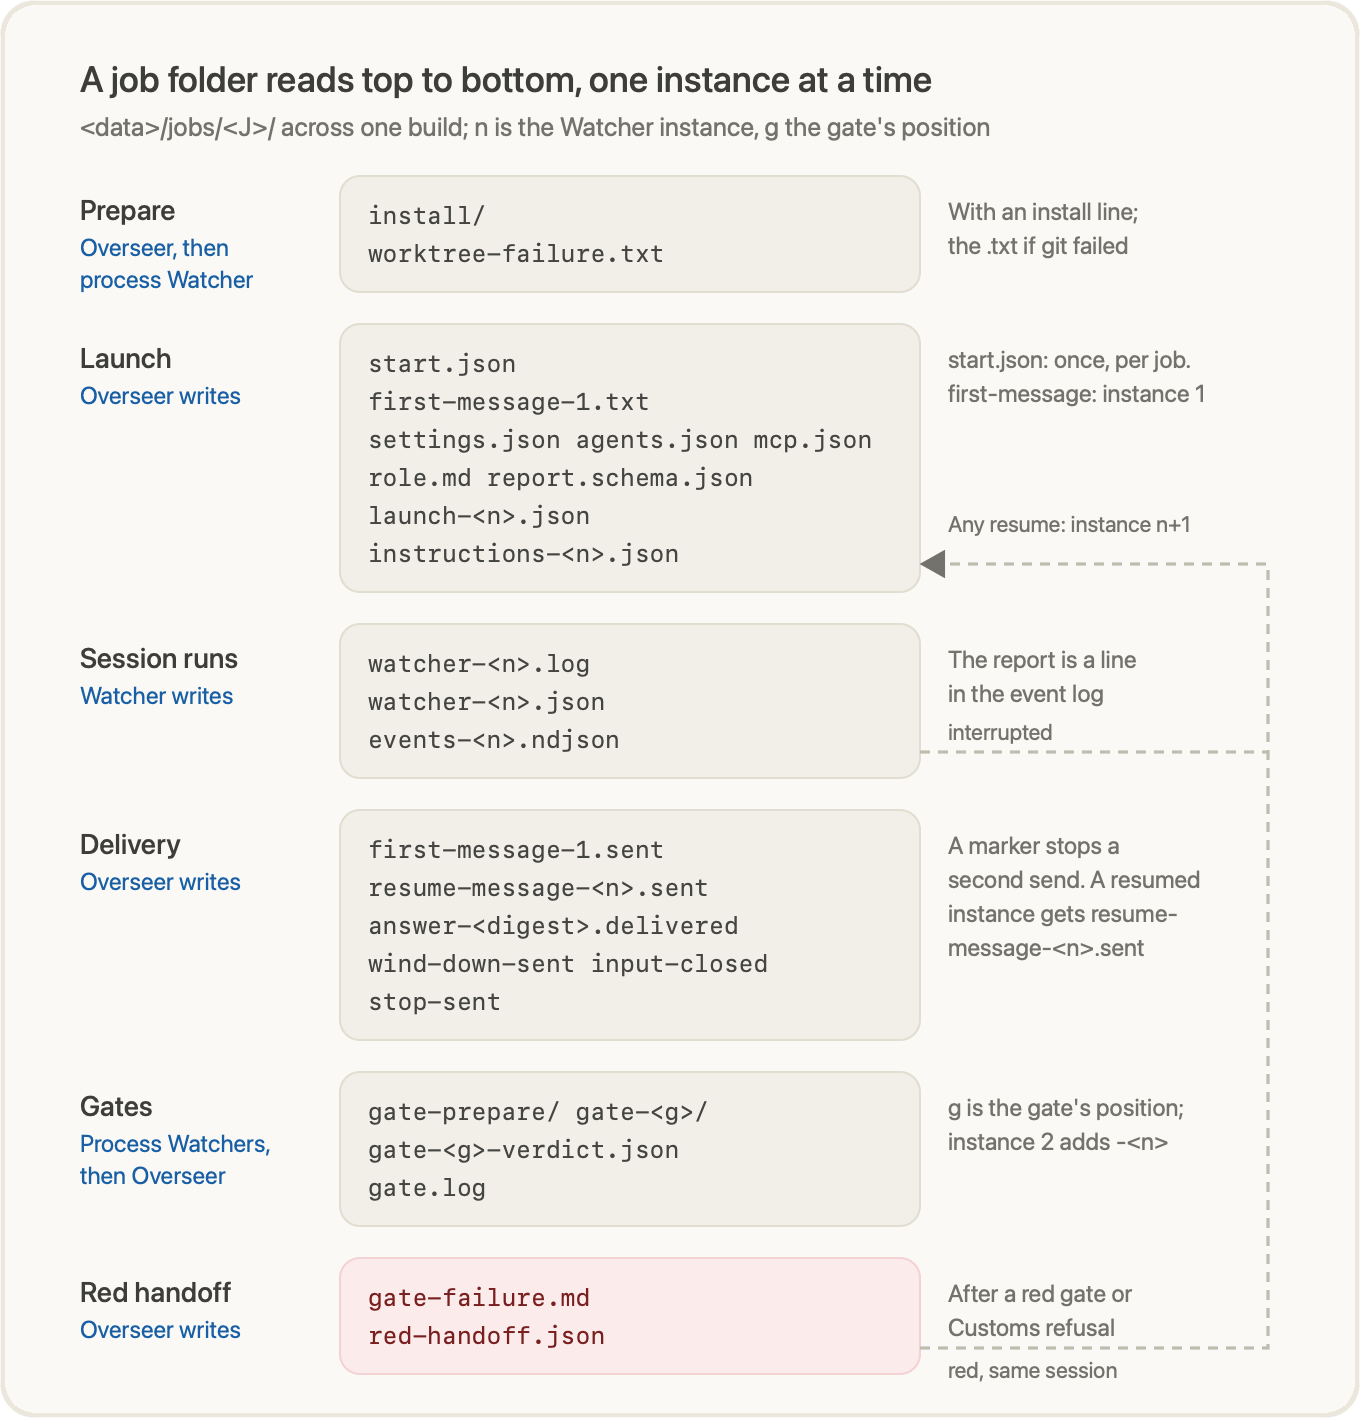 A job folder reads top to bottom, one instance at a time
<data>/jobs/<J>/ across one build; n is the Watcher instance, g the gate's position
Prepare
Overseer, then
process Watcher
install/
worktree-failure.txt
With an install line;
the .txt if git failed
Launch
Overseer writes
start.json
first-message-1.txt
settings.json agents.json mcp.json
role.md report.schema.json
launch-<n>.json
instructions-<n>.json
start.json: once, per job.
first-message: instance 1
Any resume: instance n+1
Session runs
Watcher writes
watcher-<n>.log
watcher-<n>.json
events-<n>.ndjson
The report is a line
in the event log
interrupted
Delivery
Overseer writes
first-message-1.sent
resume-message-<n>.sent
answer-<digest>.delivered
wind-down-sent input-closed
stop-sent
A marker stops a
second send. A resumed
instance gets resume-
message-<n>.sent
Gates
Process Watchers,
then Overseer
gate-prepare/ gate-<g>/
gate-<g>-verdict.json
gate.log
g is the gate's position;
instance 2 adds -<n>
Red handoff
Overseer writes
gate-failure.md
red-handoff.json
After a red gate or
Customs refusal
red, same session